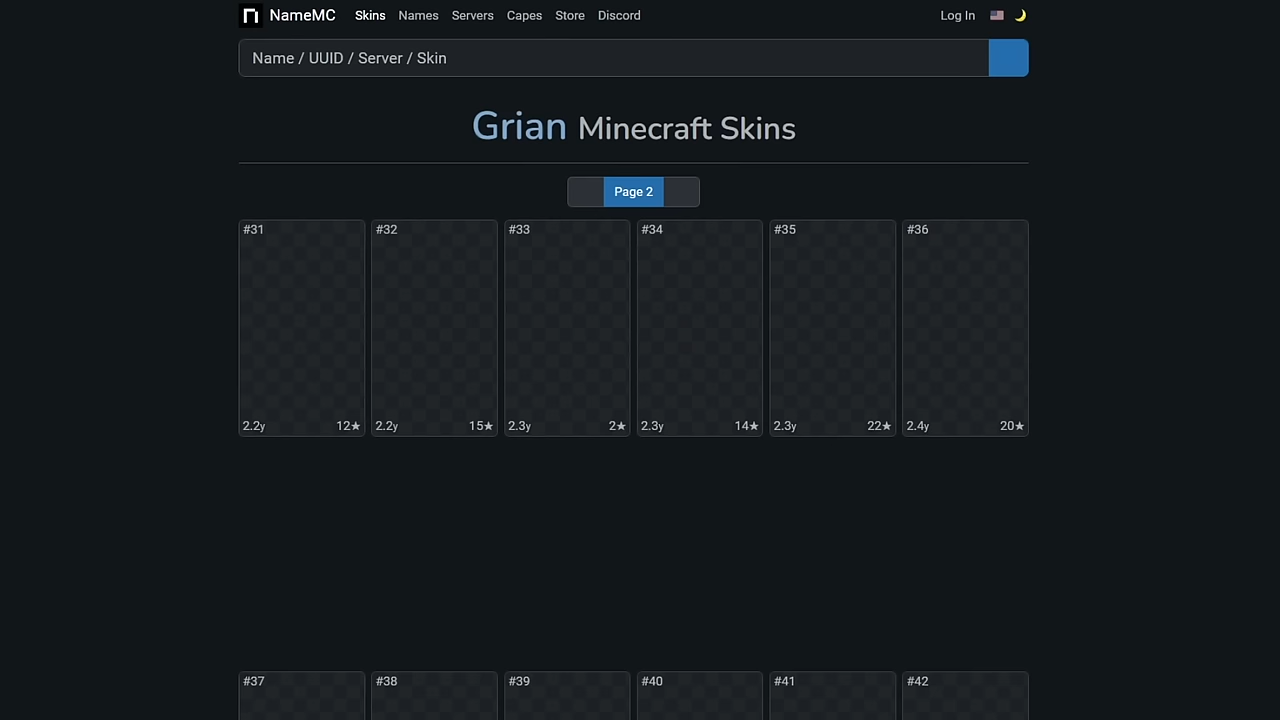 NameMC Skins Names Servers Capes Store Discord Log In
Name / UUID / Server / Skin
Grian Minecraft Skins
Page 2
#31 #32 #33 #34 #35 #36
2.2y 12★ 2.2y 15★ 2.3y 2★ 2.3y 14★ 2.3y 22★ 2.4y 20★
#37 #38 #39 #40 #41 #42